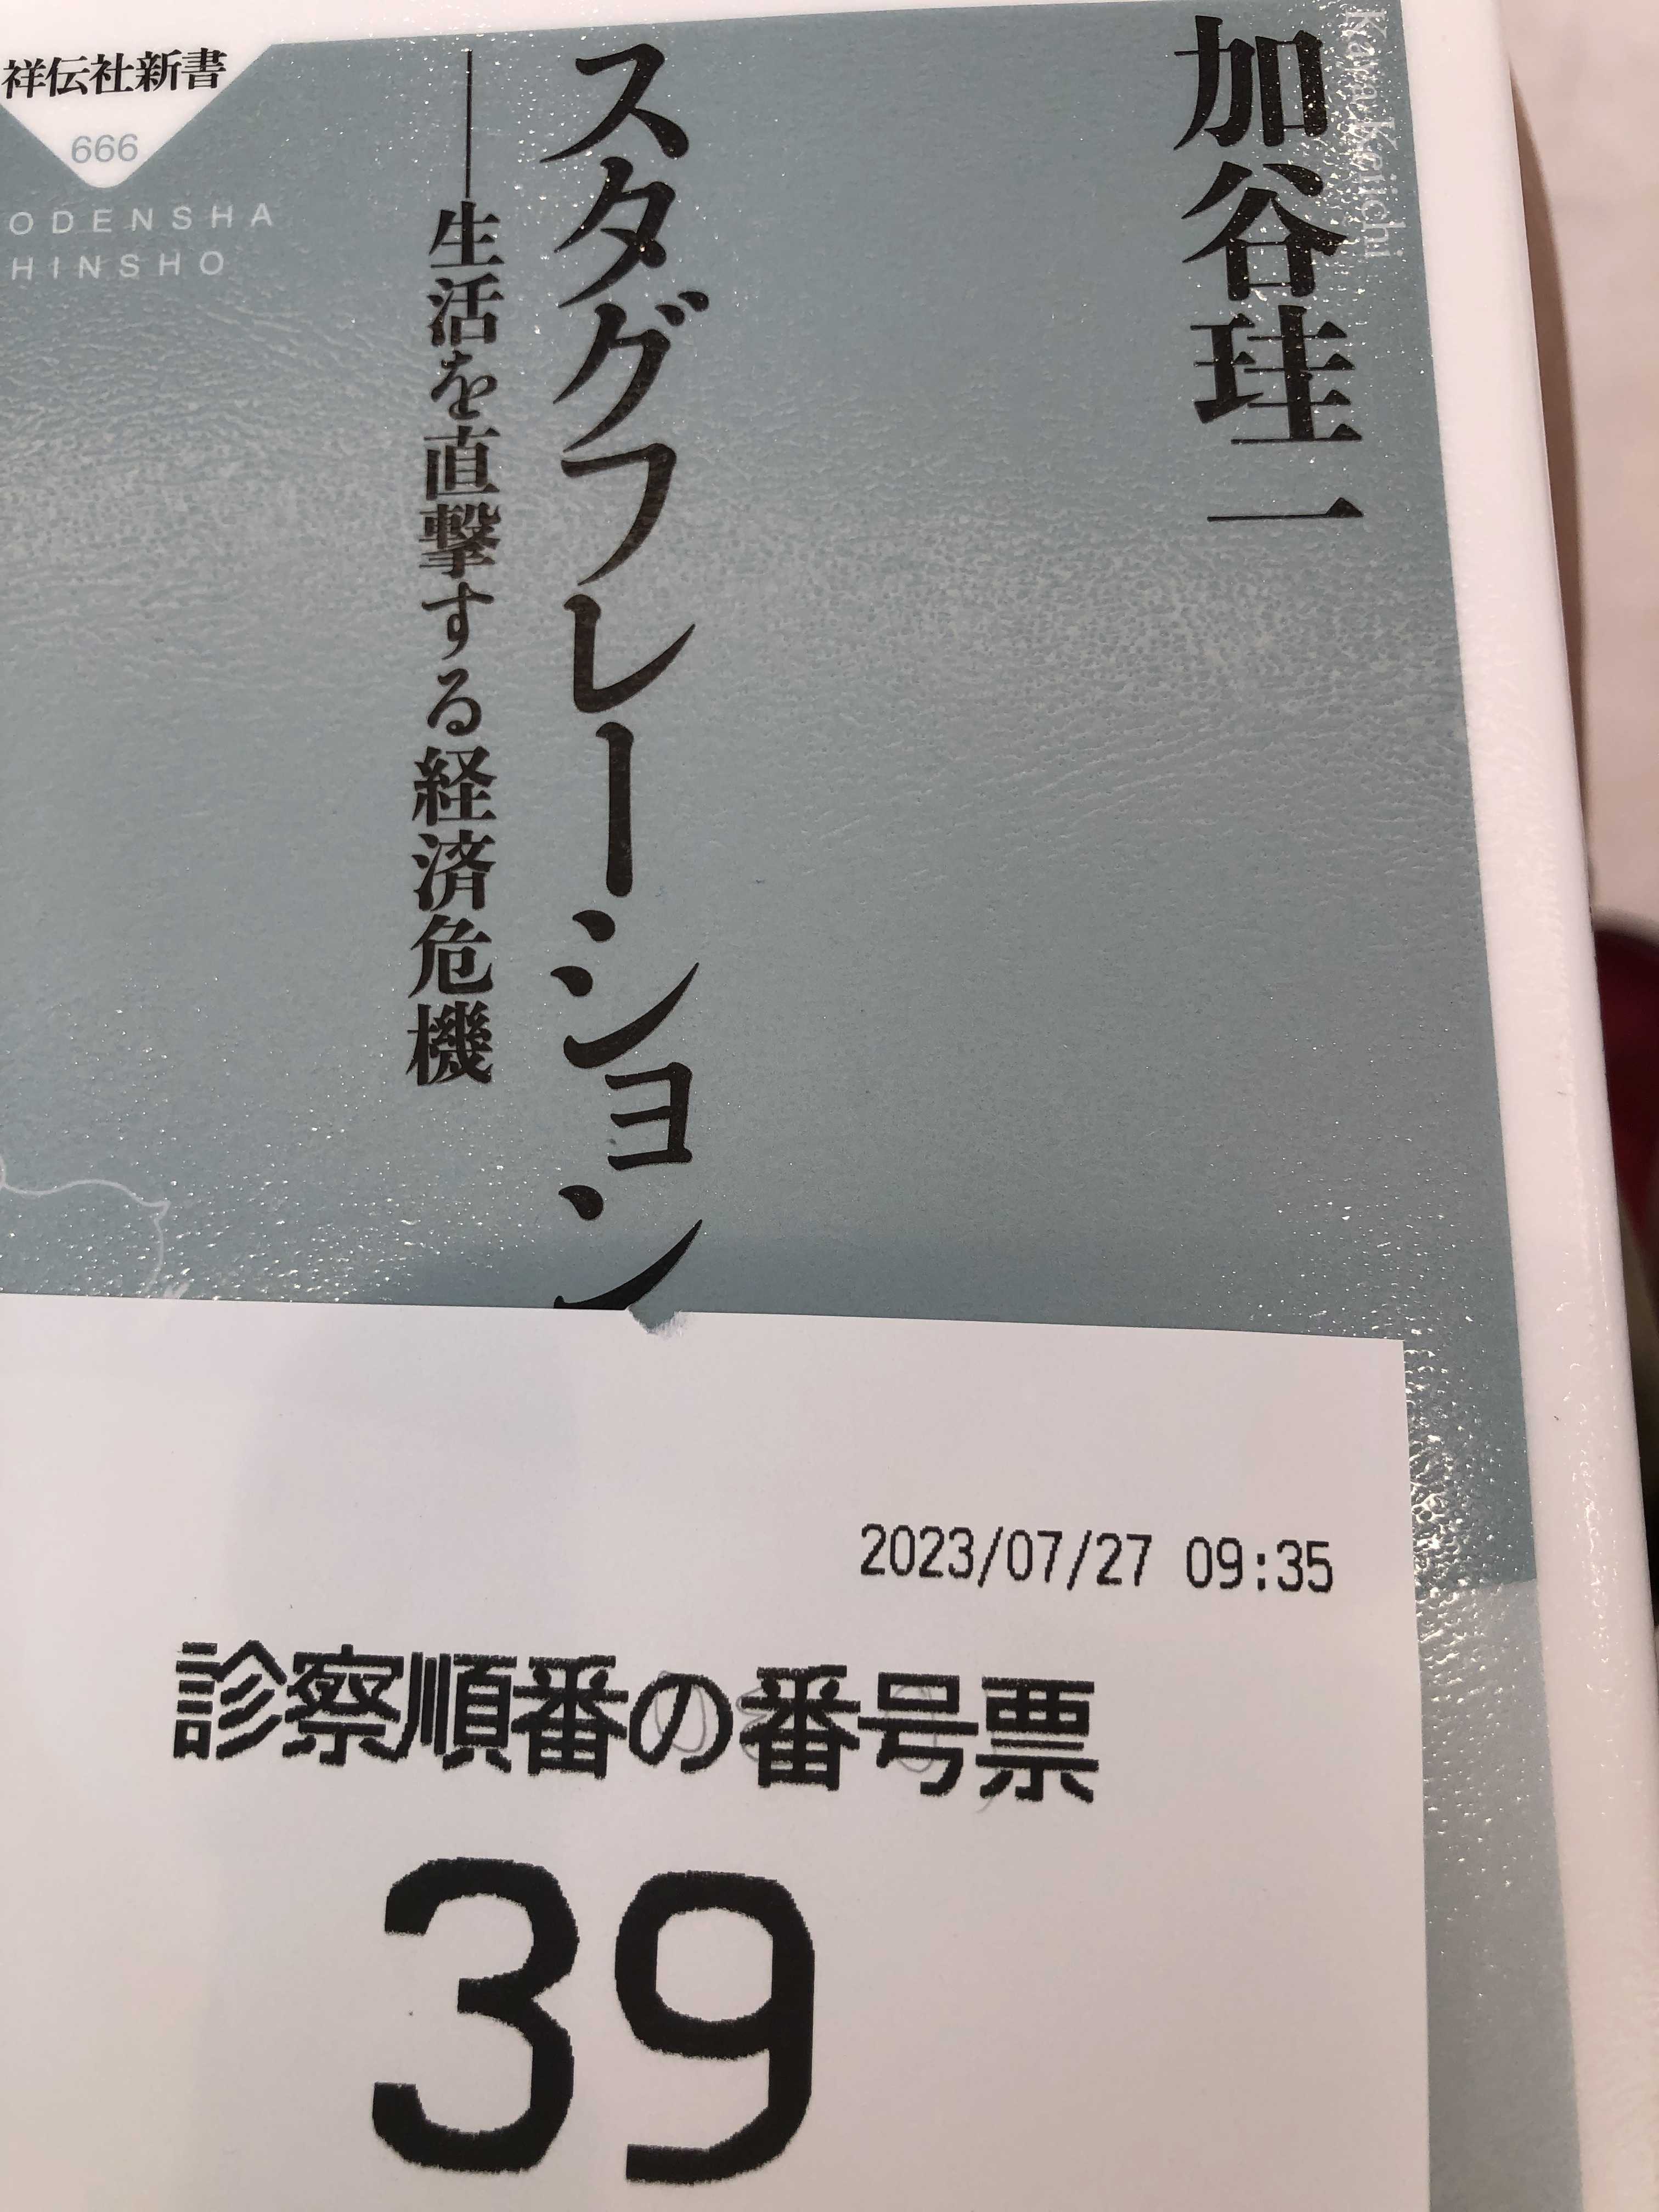 加谷珪一
Kaya Keiichi
スタグフレーション
――生活を直撃する経済危機
祥伝社新書
666
ODENSHA
HINSHO
2023/07/27 09:35
診察順番の番号票
39